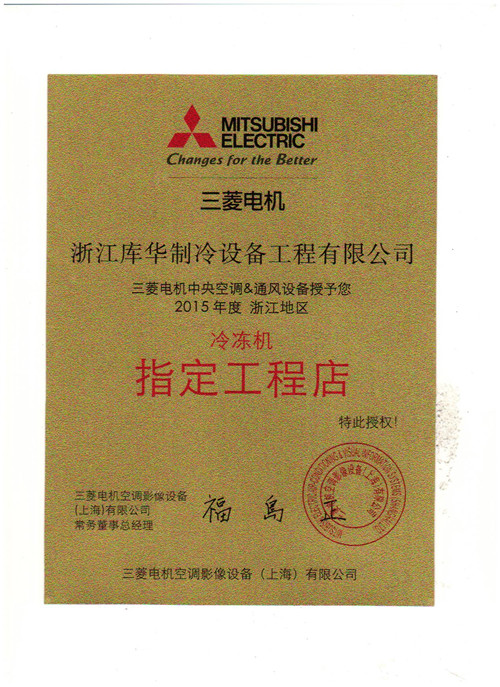 MITSUBISHI
ELECTRIC
Changes for the Better
三菱电机
浙江库华制冷设备工程有限公司
三菱电机中央空调&通风设备授予您
2015年度 浙江地区
冷冻机
指定工程店
特此授权!
三菱电机空调影像设备
(上海)有限公司
常务董事总经理
福島 正
三菱电机空调影像设备（上海）有限公司